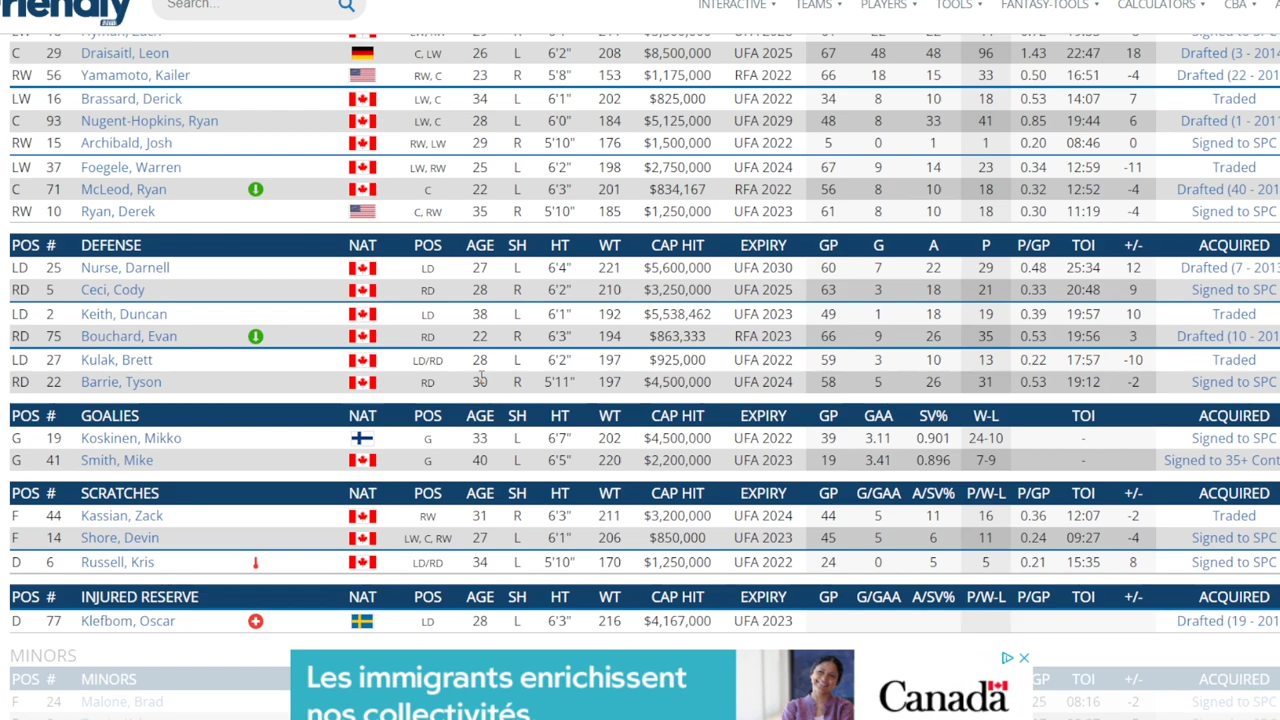 riendly
Search...
INTERACTIVE TEAMS PLAYERS TOOLS FANTASY-TOOLS CALCULATORS CBA
C 29 Draisaitl, Leon C, LW 26 L 6'2" 208 $8,500,000 UFA 2025 67 48 48 96 1.43 22:47 18 Drafted (3 - 2014
RW 56 Yamamoto, Kailer RW, C 23 R 5'8" 153 $1,175,000 RFA 2022 66 18 15 33 0.50 16:51 -4 Drafted (22 - 201
LW 16 Brassard, Derick LW, C 34 L 6'1" 202 $825,000 UFA 2022 34 8 10 18 0.53 14:07 7 Traded
C 93 Nugent-Hopkins, Ryan LW, C 28 L 6'0" 184 $5,125,000 UFA 2029 48 8 33 41 0.85 19:44 6 Drafted (1 - 201
RW 15 Archibald, Josh RW, LW 29 R 5'10" 176 $1,500,000 UFA 2022 5 0 1 1 0.20 08:46 0 Signed to SPC
LW 37 Foegele, Warren LW, RW 25 L 6'2" 198 $2,750,000 UFA 2024 67 9 14 23 0.34 12:59 -11 Traded
C 71 McLeod, Ryan C 22 L 6'3" 201 $834,167 RFA 2022 56 8 10 18 0.32 12:52 -4 Drafted (40 - 201
RW 10 Ryan, Derek C, RW 35 R 5'10" 185 $1,250,000 UFA 2023 61 8 10 18 0.30 11:19 -4 Signed to SPC
POS # DEFENSE NAT POS AGE SH HT WT CAP HIT EXPIRY GP G A P P/GP TOI +/- ACQUIRED
LD 25 Nurse, Darnell LD 27 L 6'4" 221 $5,600,000 UFA 2030 60 7 22 29 0.48 25:34 12 Drafted (7 - 2013
RD 5 Ceci, Cody RD 28 R 6'2" 210 $3,250,000 UFA 2025 63 3 18 21 0.33 20:48 9 Signed to SPC
LD 2 Keith, Duncan LD 38 L 6'1" 192 $5,538,462 UFA 2023 49 1 18 19 0.39 19:57 10 Traded
RD 75 Bouchard, Evan RD 22 R 6'3" 194 $863,333 RFA 2023 66 9 26 35 0.53 19:56 3 Drafted (10 - 201
LD 27 Kulak, Brett LD/RD 28 L 6'2" 197 $925,000 UFA 2022 59 3 10 13 0.22 17:57 -10 Traded
RD 22 Barrie, Tyson RD 30 R 5'11" 197 $4,500,000 UFA 2024 58 5 26 31 0.53 19:12 -2 Signed to SPC
POS # GOALIES NAT POS AGE SH HT WT CAP HIT EXPIRY GP GAA SV% W-L TOI ACQUIRED
G 19 Koskinen, Mikko G 33 L 6'7" 202 $4,500,000 UFA 2022 39 3.11 0.901 24-10 - Signed to SPC
G 41 Smith, Mike G 40 L 6'5" 220 $2,200,000 UFA 2023 19 3.41 0.896 7-9 - Signed to 35+ Cont
POS # SCRATCHES NAT POS AGE SH HT WT CAP HIT EXPIRY GP G/GAA A/SV% P/W-L P/GP TOI +/- ACQUIRED
F 44 Kassian, Zack RW 31 R 6'3" 211 $3,200,000 UFA 2024 44 5 11 16 0.36 12:07 -2 Traded
F 14 Shore, Devin LW, C, RW 27 L 6'1" 206 $850,000 UFA 2023 45 5 6 11 0.24 09:27 -4 Signed to SPC
D 6 Russell, Kris LD/RD 34 L 5'10" 170 $1,250,000 UFA 2022 24 0 5 5 0.21 15:35 8 Signed to SPC
POS # INJURED RESERVE NAT POS AGE SH HT WT CAP HIT EXPIRY GP G/GAA A/SV% P/W-L P/GP TOI +/- ACQUIRED
D 77 Klefbom, Oscar LD 28 L 6'3" 216 $4,167,000 UFA 2023 Drafted (19 - 201
MINORS
POS # MINORS GP TOI +/- ACQUIRED
F 24 Malone, Brad 25 08:16 -2 Signed to SPC
Les immigrants enrichissent
nos collectivités
Canada